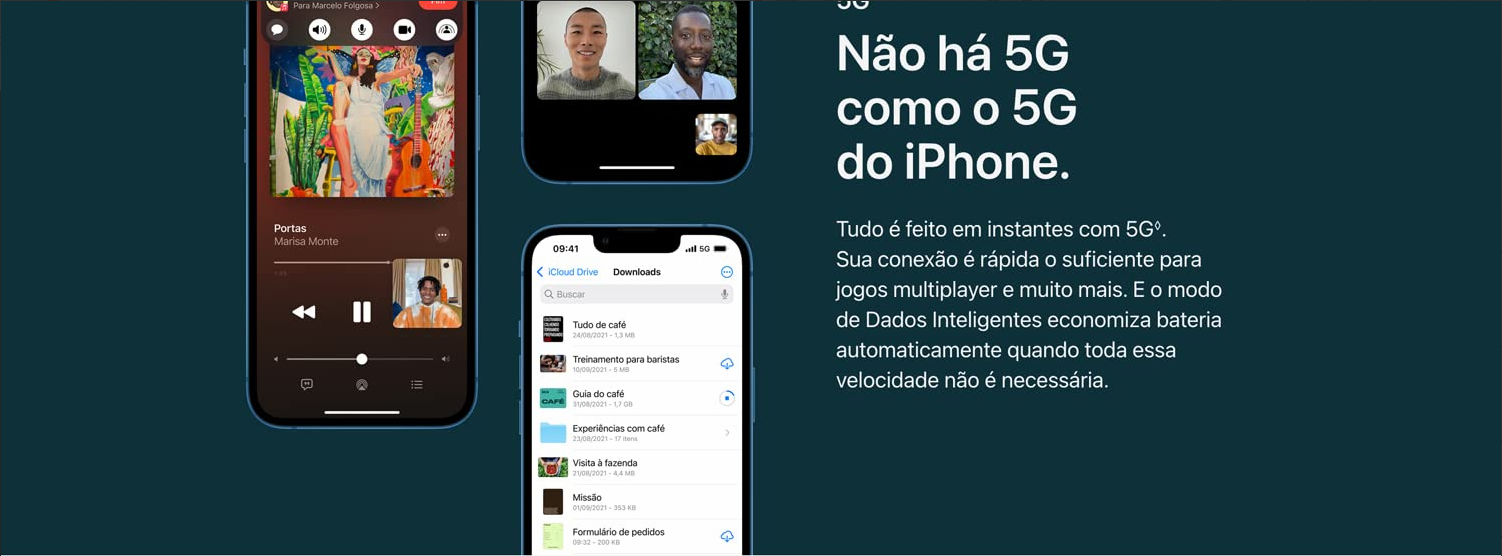 Para Marcelo Folgosa >
Portas
Marisa Monte
09:41
5G
iCloud Drive
Downloads
Buscar
Tudo de café
24/08/2021 - 1,3 MB
Treinamento para baristas
10/09/2021 - 5 MB
CAFÉ
Guia do café
31/08/2021 - 1,7 GB
Experiências com café
23/08/2021 - 17 itens
Visita à fazenda
21/08/2021 - 4,4 MB
Missão
01/09/2021 - 353 KB
Formulário de pedidos
09:32 - 200 KB
5G
Não há 5G
como o 5G
do iPhone.
Tudo é feito em instantes com 5G◊.
Sua conexão é rápida o suficiente para
jogos multiplayer e muito mais. E o modo
de Dados Inteligentes economiza bateria
automaticamente quando toda essa
velocidade não é necessária.